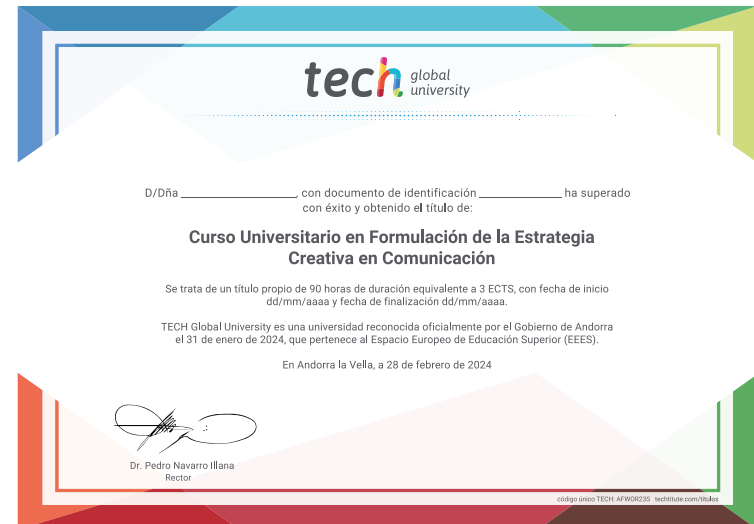 tech global university
D/Dña ____________________, con documento de identificación ______________ ha superado
con éxito y obtenido el título de:
Curso Universitario en Formulación de la Estrategia
Creativa en Comunicación
Se trata de un título propio de 90 horas de duración equivalente a 3 ECTS, con fecha de inicio
dd/mm/aaaa y fecha de finalización dd/mm/aaaa.
TECH Global University es una universidad reconocida oficialmente por el Gobierno de Andorra
el 31 de enero de 2024, que pertenece al Espacio Europeo de Educación Superior (EEES).
En Andorra la Vella, a 28 de febrero de 2024
Dr. Pedro Navarro Illana
Rector
código único TECH: AFWOR23S techtitute.com/titulos